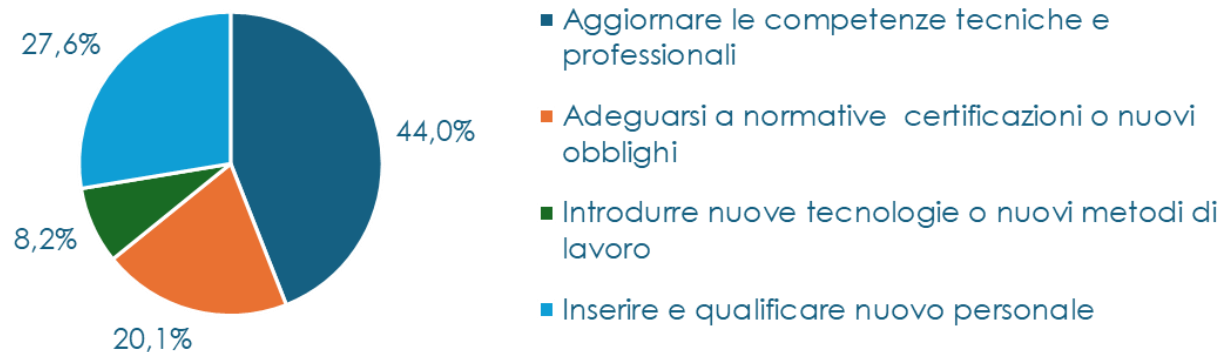 27,6%
44,0%
8,2%
20,1%
Aggiornare le competenze tecniche e
professionali
Adeguarsi a normative  certificazioni o nuovi
obblighi
Introdurre nuove tecnologie o nuovi metodi di
lavoro
Inserire e qualificare nuovo personale